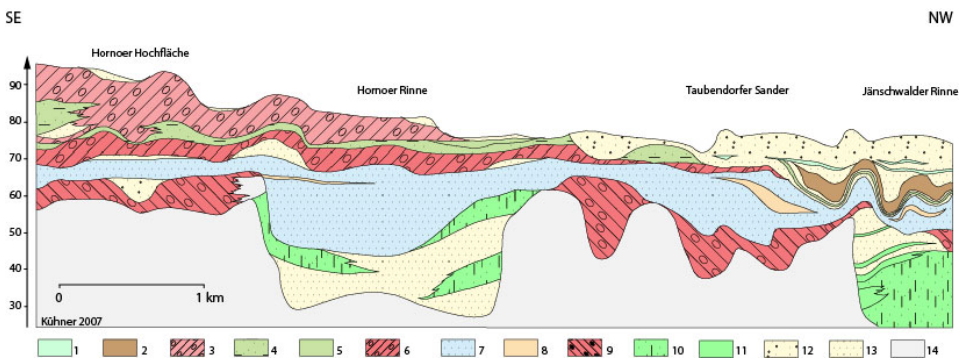 SE NW
Hornoer Hochfläche
Hornoer Rinne Taubendorfer Sander Jänschwalder Rinne
90
80
70
60
50
40
30
0 1 km
Kühner 2007
1 2 3 4 5 6 7 8 9 10 11 12 13 14